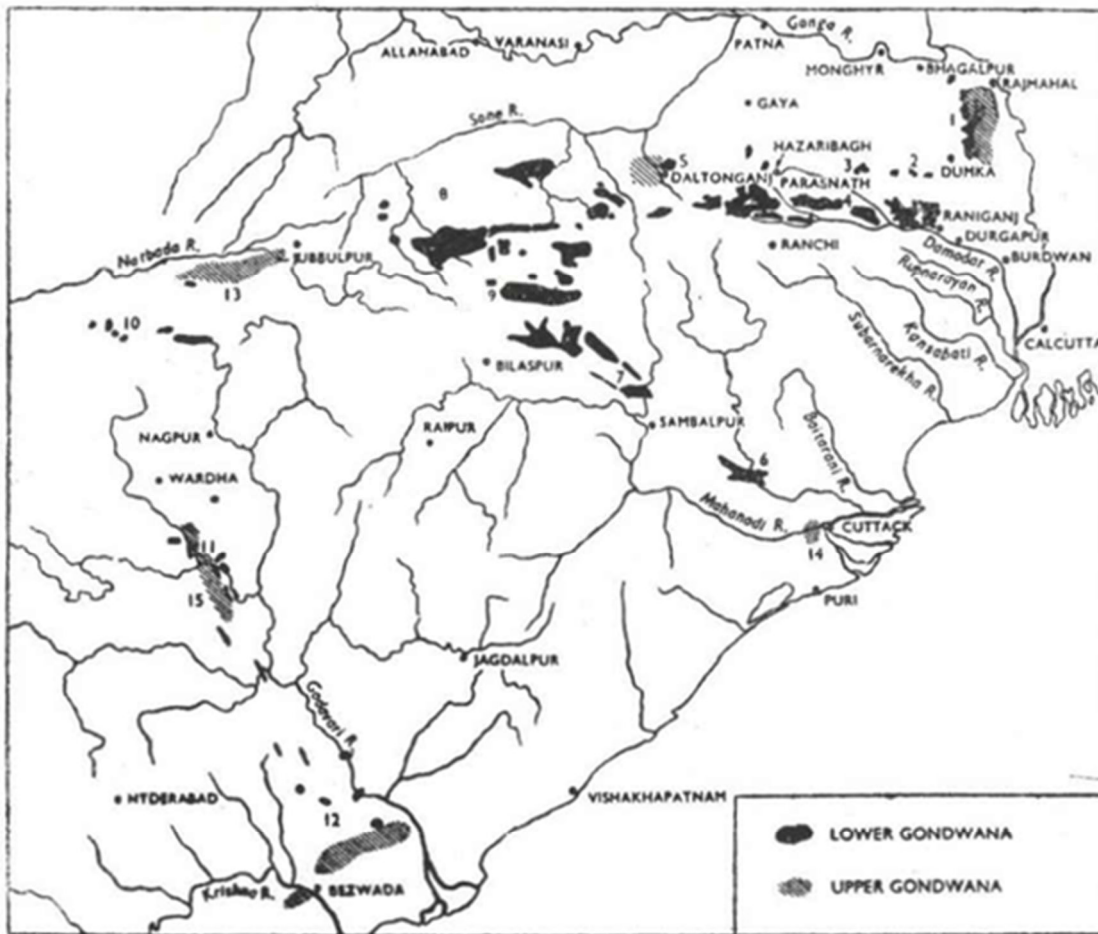 Ganga R.
PATNA
ALLAHABAD
VARANASI
MONGHYR
BHAGALPUR
RAJMAHAL
GAYA
1
Sone R.
HAZARIBAGH
5
3
2
8
DALTONGANJ
PARASNATH
DUMKA
4
RANIGANJ
Narbada R.
JUBBULPUR
RANCHI
DURGAPUR
Damodar R.
BURDWAN
13
9
Rupnarayan R.
10
Kansabati R.
CALCUTTA
Subarnarekha R.
BILASPUR
7
NAGPUR
RAIPUR
SAMBALPUR
Baitarani R.
WARDHA
6
Mahanadi R.
CUTTACK
11
14
15
PURI
JAGDALPUR
Godavari R.
HYDERABAD
VISHAKHAPATNAM
12
LOWER GONDWANA
Krishna R.
BEZWADA
UPPER GONDWANA